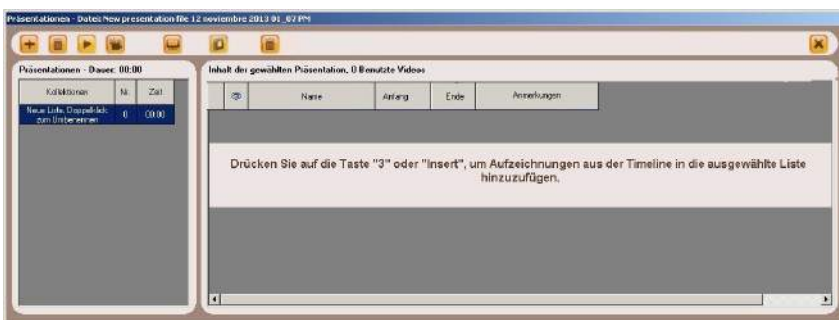 Präsentationen - Datei: New presentation file 12 noviembre 2013 01_07 PM
Präsentationen - Dauer: 00:00
Inhalt der gewählten Präsentation, 0 Benutzte Videos
Kollektionen Nr. Zeit
Neue Liste, Doppelklick zum Umbenennen 0 00:00
Name Anfang Ende Anmerkungen
Drücken Sie auf die Taste "3" oder "Insert", um Aufzeichnungen aus der Timeline in die ausgewählte Liste
hinzuzufügen.